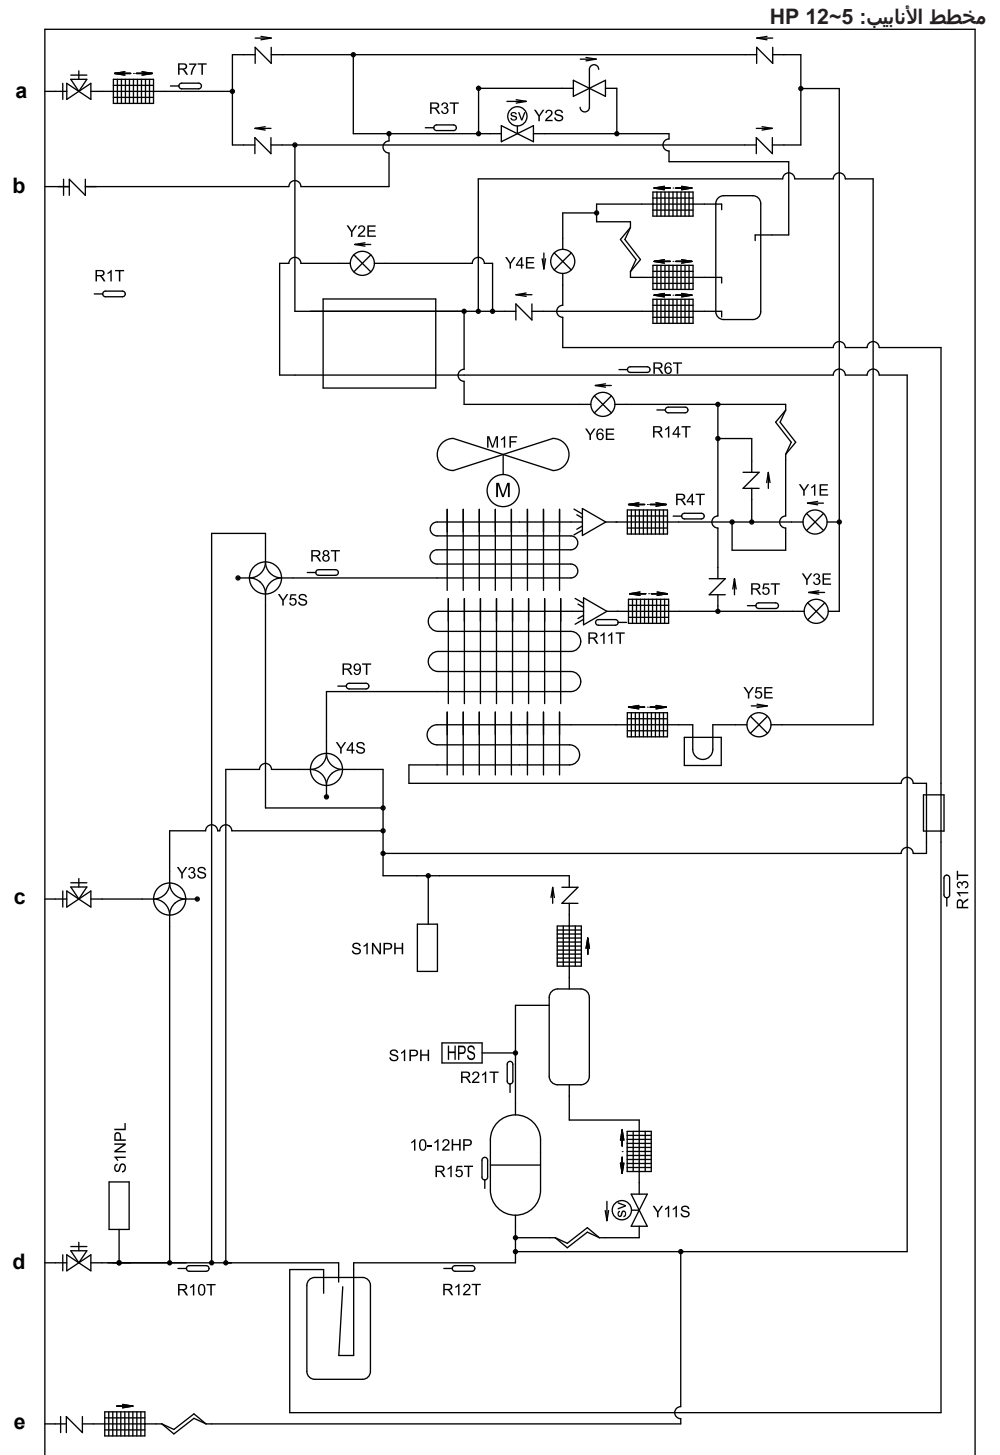 مخطط الأنابيب: 5~12 HP
R7T
a
R3T
Y2S
SV
b
Y2E
Y4E
R1T
R6T
Y6E
R14T
M1F
M
R4T
Y1E
R8T
Y5S
R5T
Y3E
R11T
R9T
Y5E
Y4S
Y3S
c
R13T
S1NPH
S1PH
HPS
R21T
10-12HP
R15T
S1NPL
SV
Y11S
d
R10T
R12T
e